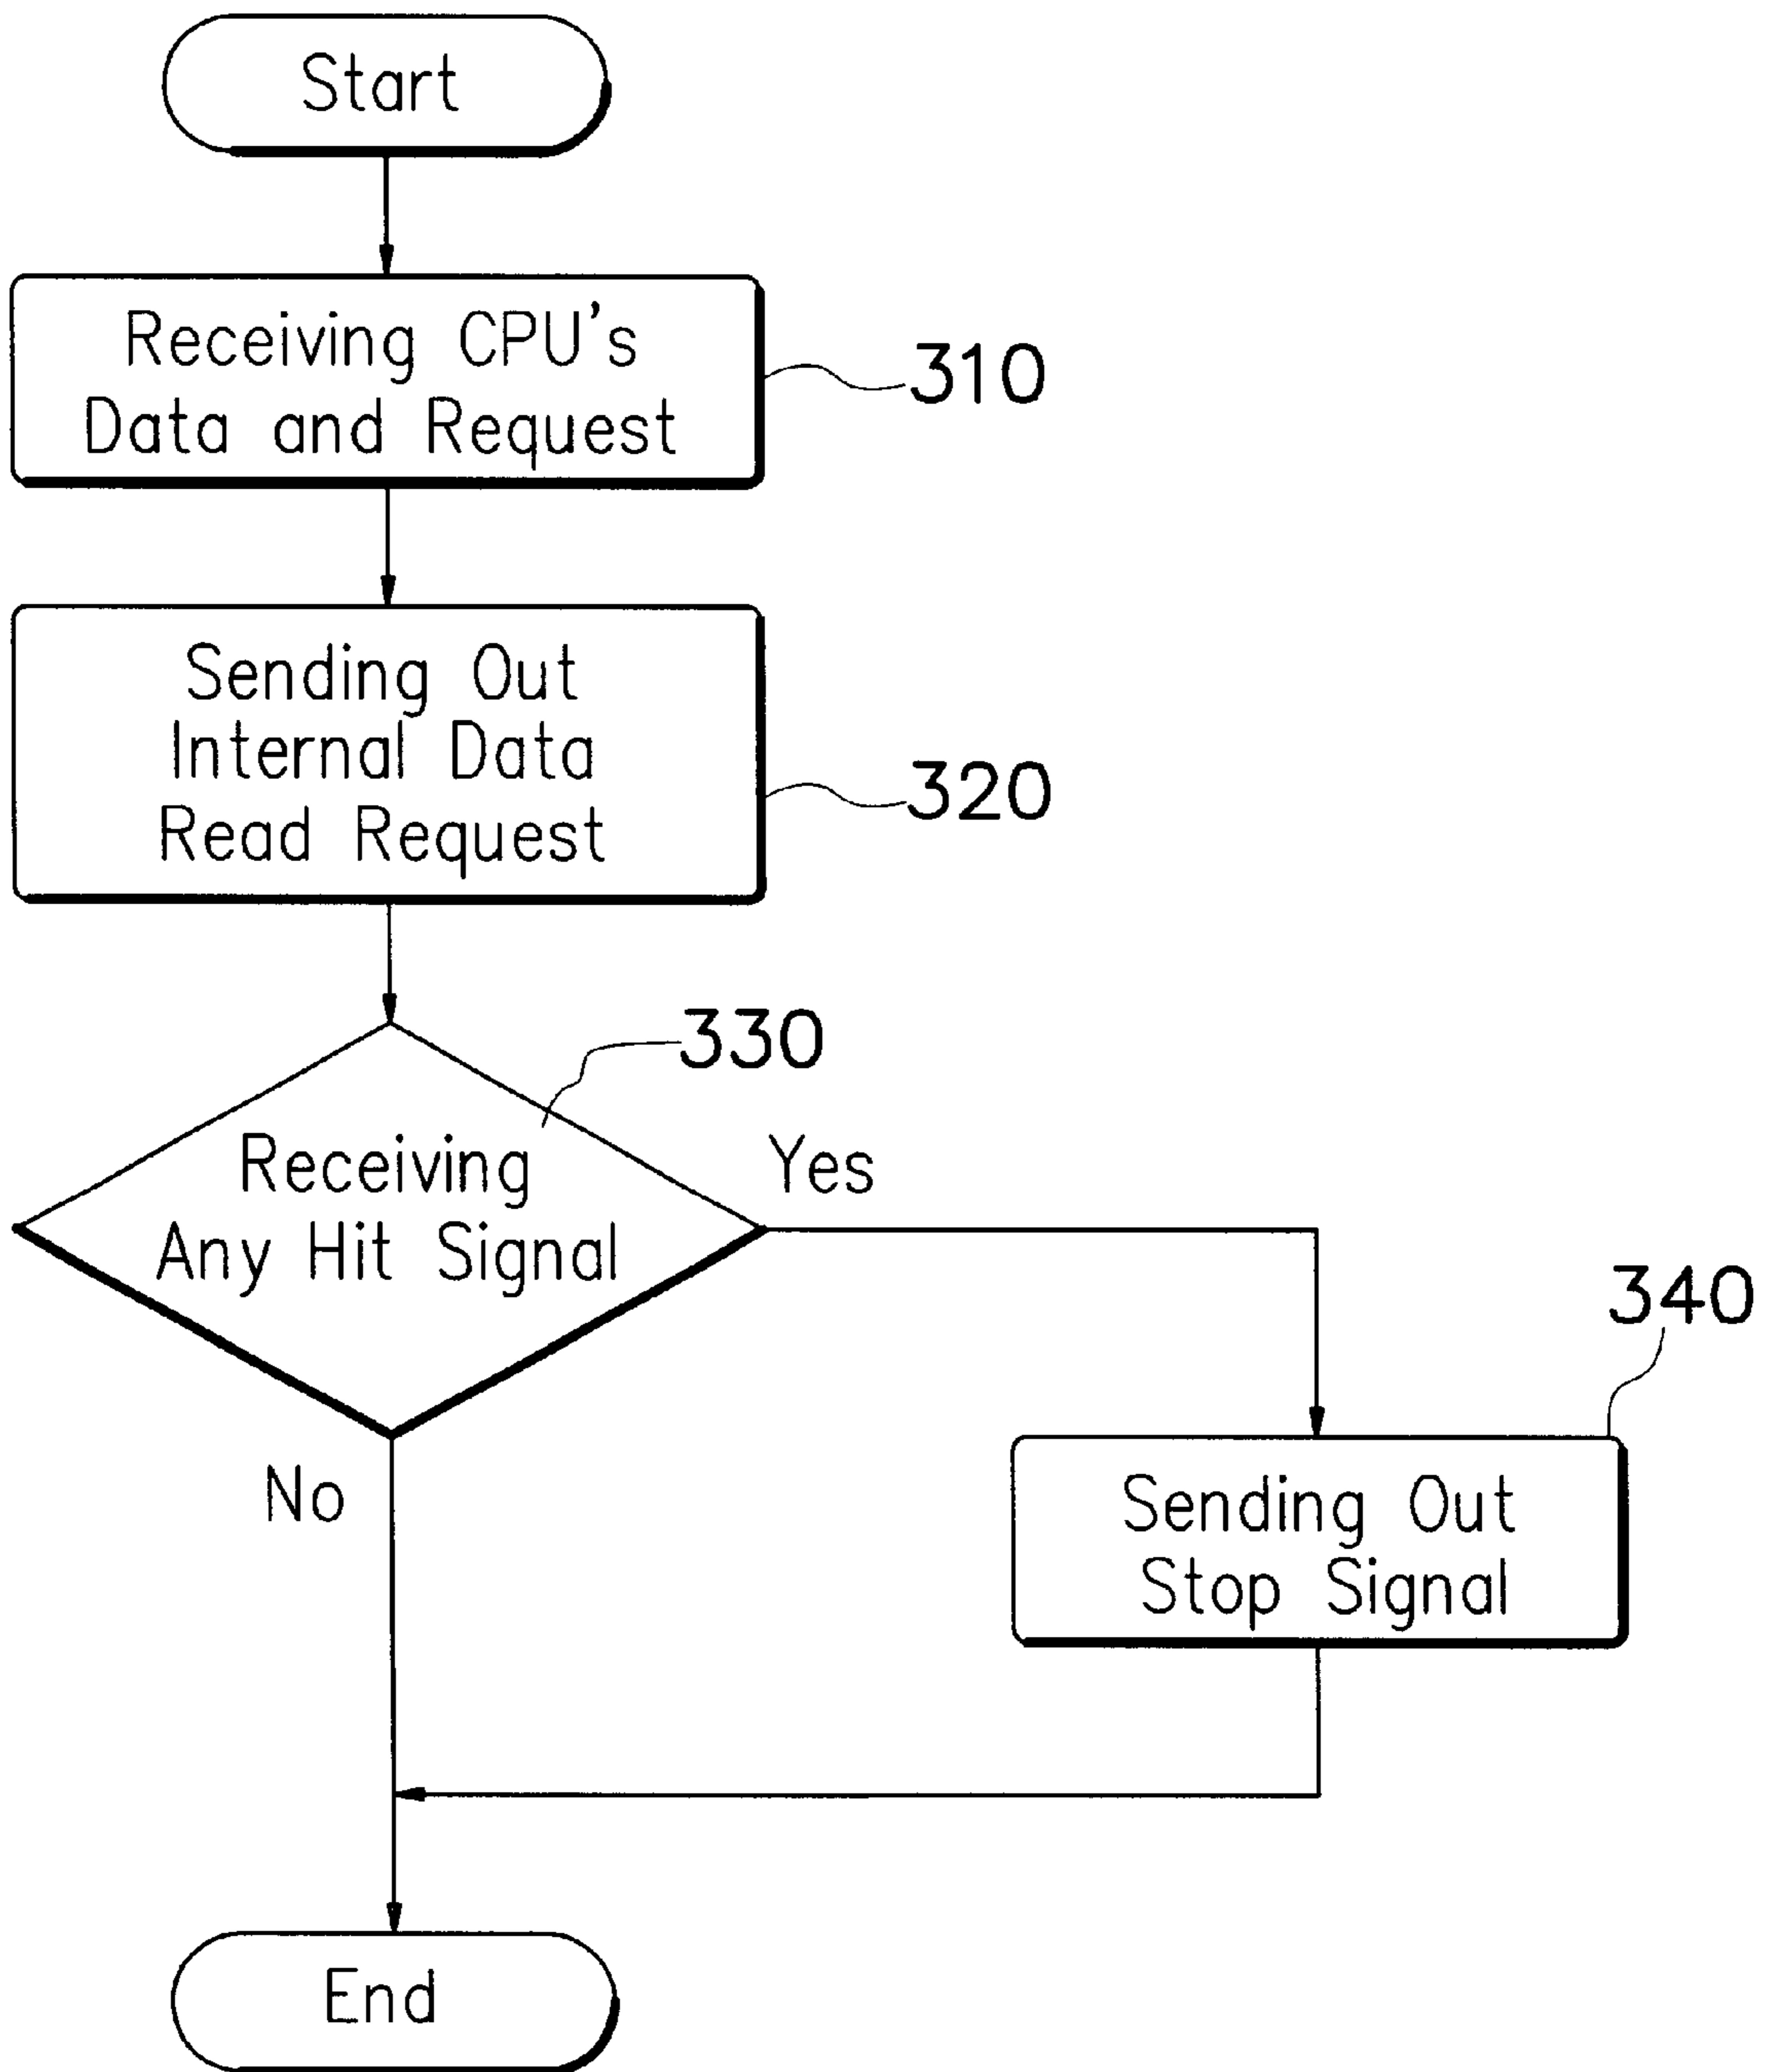 Start
Receiving CPU's
Data and Request
310
Sending Out
Internal Data
Read Request
320
330
Receiving
Any Hit Signal
Yes
340
No
Sending Out
Stop Signal
End